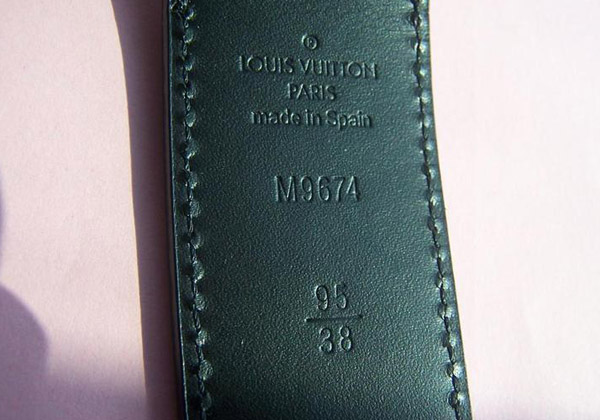 ®
LOUIS VUITTON
PARIS
made in Spain
M9674
95
38